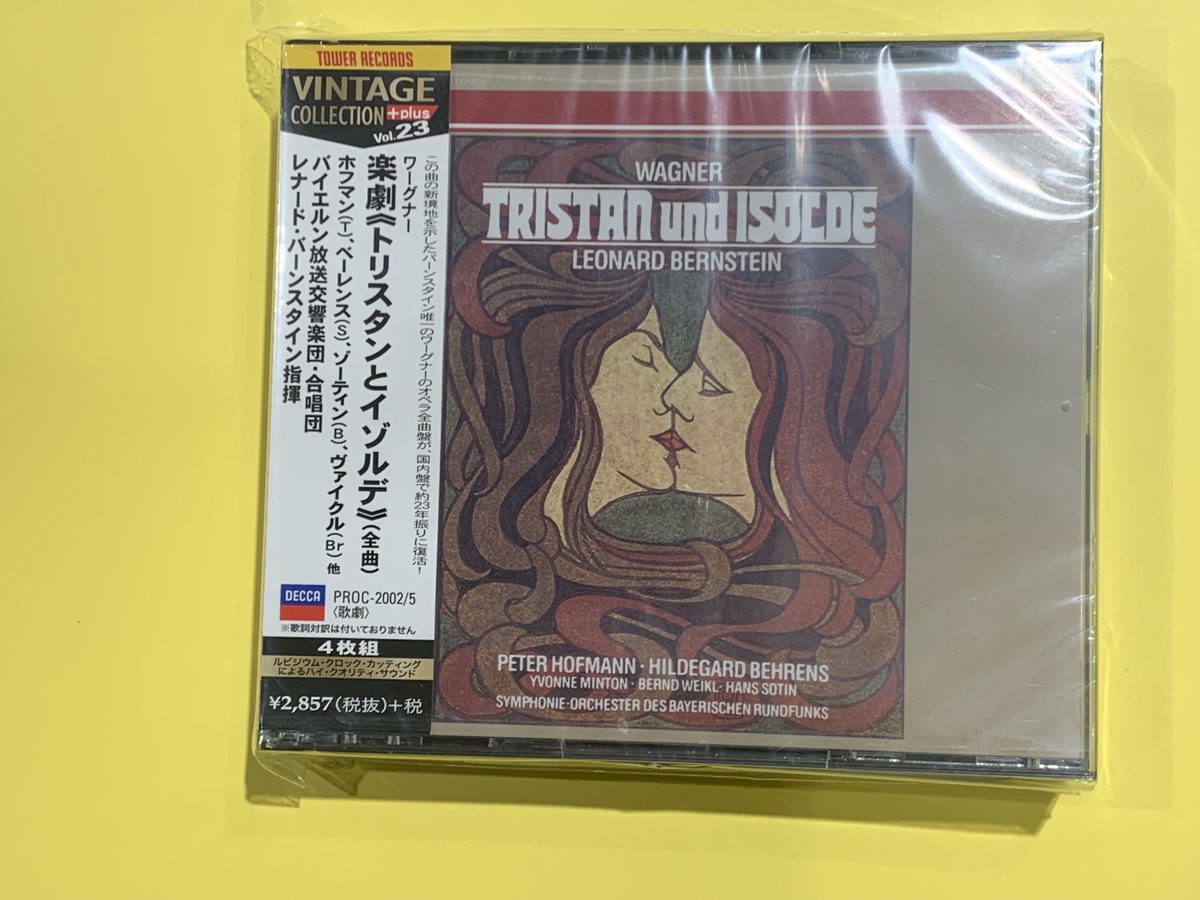 TOWER RECORDS
VINTAGE
COLLECTION +plus
Vol.23
この曲の新境地を示したバーンスタイン唯一のワーグナーのオペラ全曲盤が、国内盤で約23年振りに復活！
ワーグナー
楽劇《トリスタンとイゾルデ》(全曲)
ホフマン(T)、ベーレンス(S)、ゾーティン(B)、ヴァイクル(Br) 他
バイエルン放送交響楽団・合唱団
レナード・バーンスタイン指揮
DECCA
PROC-2002/5
〈歌劇〉
※歌詞対訳は付いておりません
4枚組
ルビジウム・クロック・カッティング
によるハイ・クオリティ・サウンド
¥2,857(税抜)+税
WAGNER
TRISTAN und ISOLDE
LEONARD BERNSTEIN
PETER HOFMANN · HILDEGARD BEHRENS
YVONNE MINTON · BERND WEIKL · HANS SOTIN
SYMPHONIE-ORCHESTER DES BAYERISCHEN RUNDFUNKS